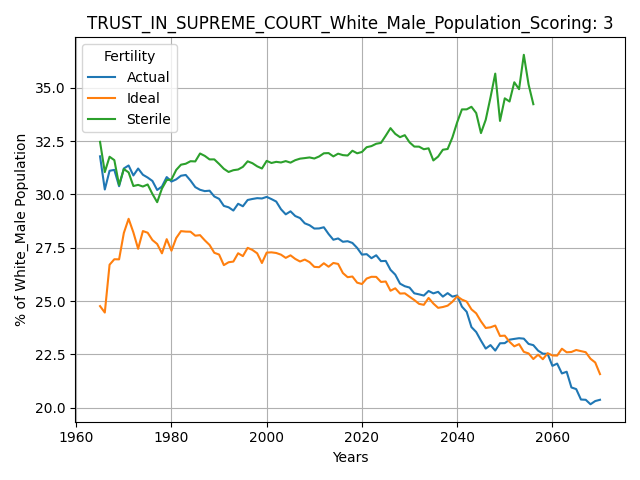 TRUST_IN_SUPREME_COURT_White_Male_Population_Scoring: 3
Fertility
Actual
Ideal
Sterile
% of White_Male Population
35.0
32.5
30.0
27.5
25.0
22.5
20.0
1960
1980
2000
2020
2040
2060
Years